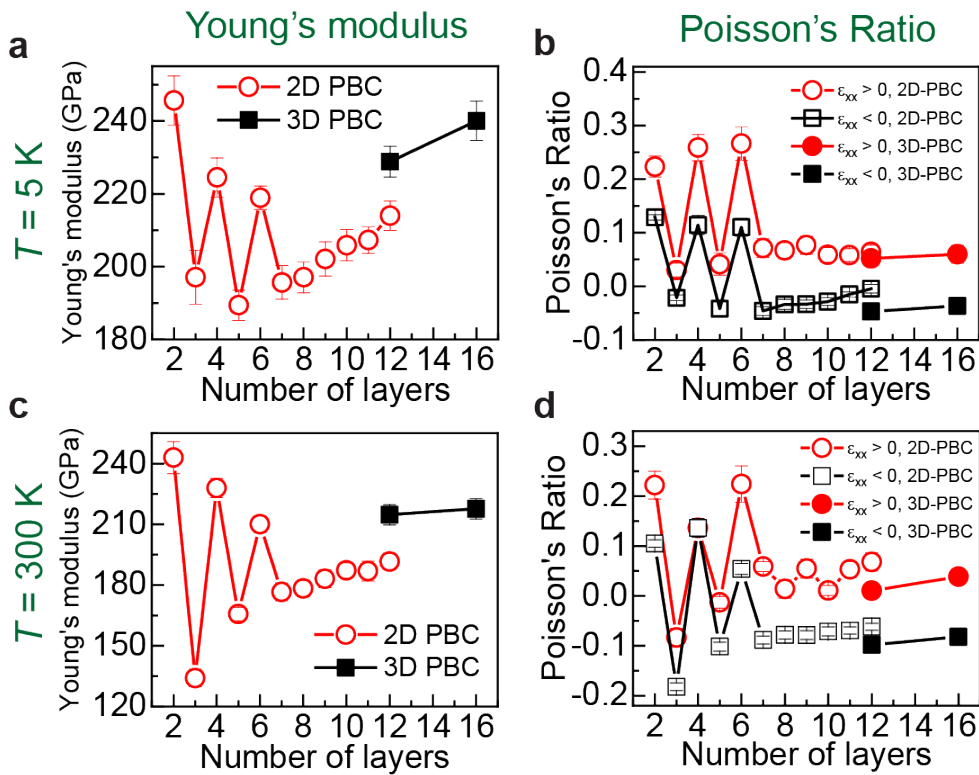 Young's modulus
Poisson's Ratio
T = 5 K
T = 300 K
a
Young's modulus (GPa)
240
220
200
180
2 4 6 8 10 12 14 16
Number of layers
2D PBC
3D PBC
b
Poisson's Ratio
0.4
0.3
0.2
0.1
0.0
-0.1
2 4 6 8 10 12 14 16
Number of layers
εxx > 0, 2D-PBC
εxx < 0, 2D-PBC
εxx > 0, 3D-PBC
εxx < 0, 3D-PBC
c
Young's modulus (GPa)
240
210
180
150
120
2 4 6 8 10 12 14 16
Number of layers
2D PBC
3D PBC
d
Poisson's Ratio
0.3
0.2
0.1
0.0
-0.1
-0.2
2 4 6 8 10 12 14 16
Number of layers
εxx > 0, 2D-PBC
εxx < 0, 2D-PBC
εxx > 0, 3D-PBC
εxx < 0, 3D-PBC